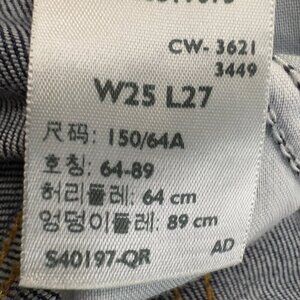 CW- 3621
3449
W25 L27
尺码: 150/64A
호칭: 64-89
허리둘레: 64 cm
엉덩이둘레: 89 cm
S40197-QR AD